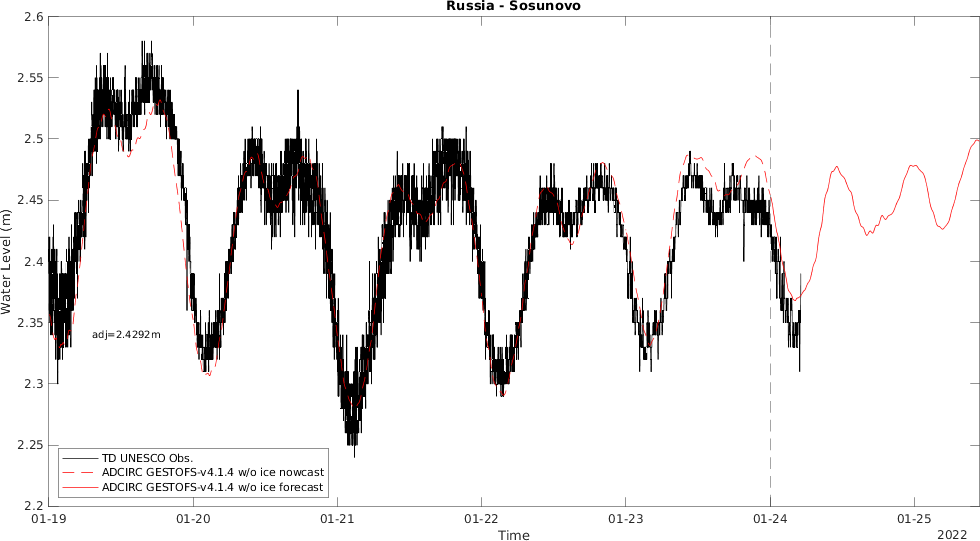 Russia - Sosunovo
2.6
2.55
2.5
2.45
2.4
2.35
2.3
2.25
2.2
Water Level (m)
adj=2.4292m
TD UNESCO Obs.
ADCIRC GESTOFS-v4.1.4 w/o ice nowcast
ADCIRC GESTOFS-v4.1.4 w/o ice forecast
01-19 01-20 01-21 01-22 01-23 01-24 01-25
Time
2022